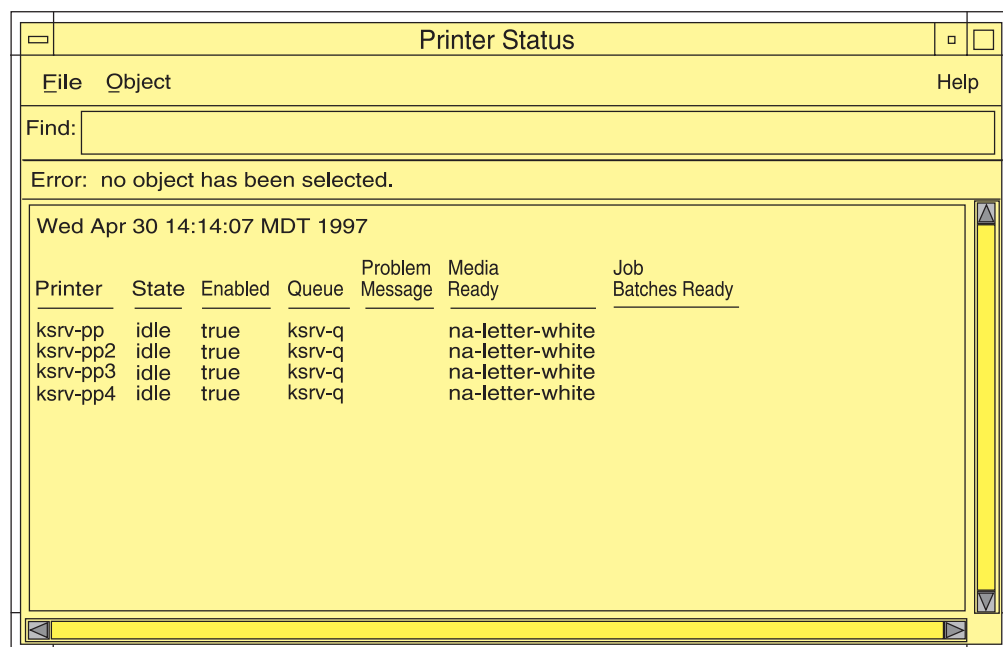 Printer Status
File Object Help
Find:
Error: no object has been selected.
Wed Apr 30 14:14:07 MDT 1997
Problem Media Job
Printer State Enabled Queue Message Ready Batches Ready
ksrv-pp idle true ksrv-q na-letter-white
ksrv-pp2 idle true ksrv-q na-letter-white
ksrv-pp3 idle true ksrv-q na-letter-white
ksrv-pp4 idle true ksrv-q na-letter-white